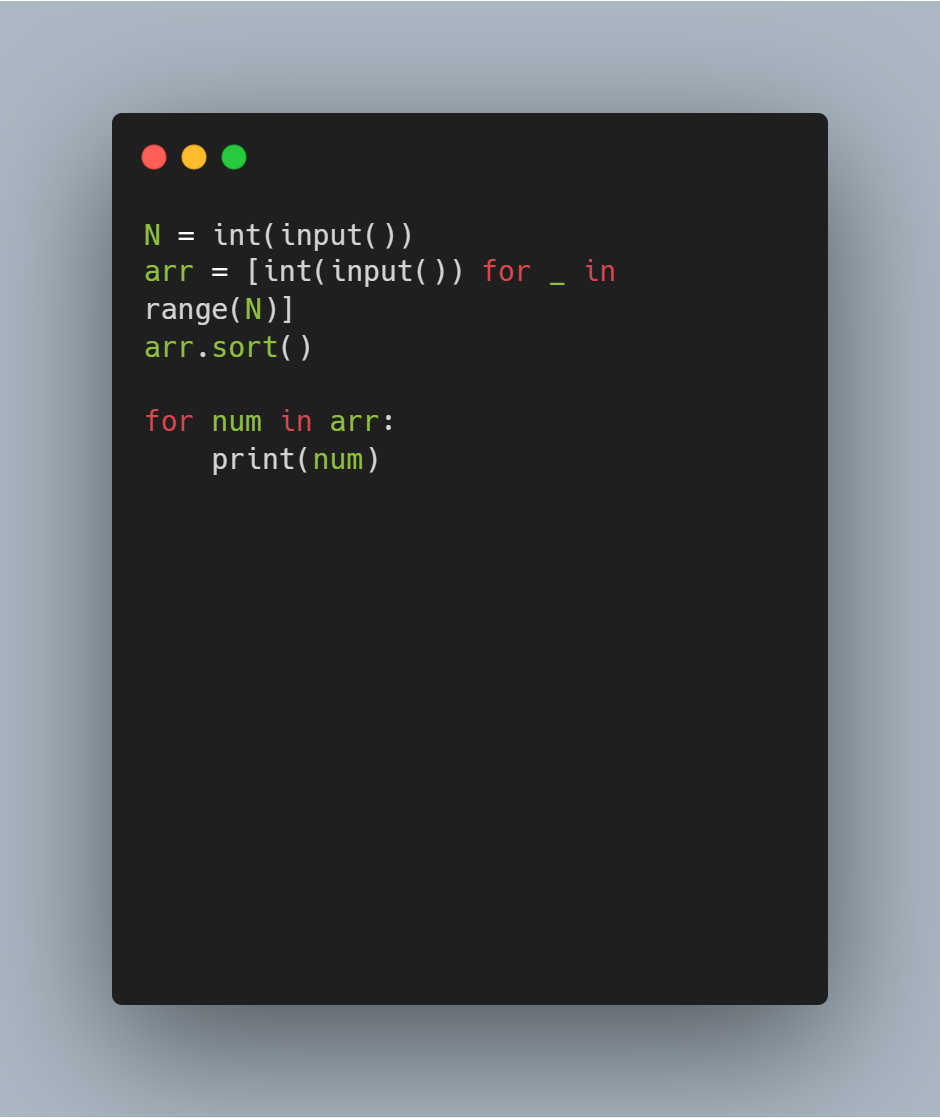 N = int(input())
arr = [int(input()) for _ in
range(N)]
arr.sort()

for num in arr:
    print(num)